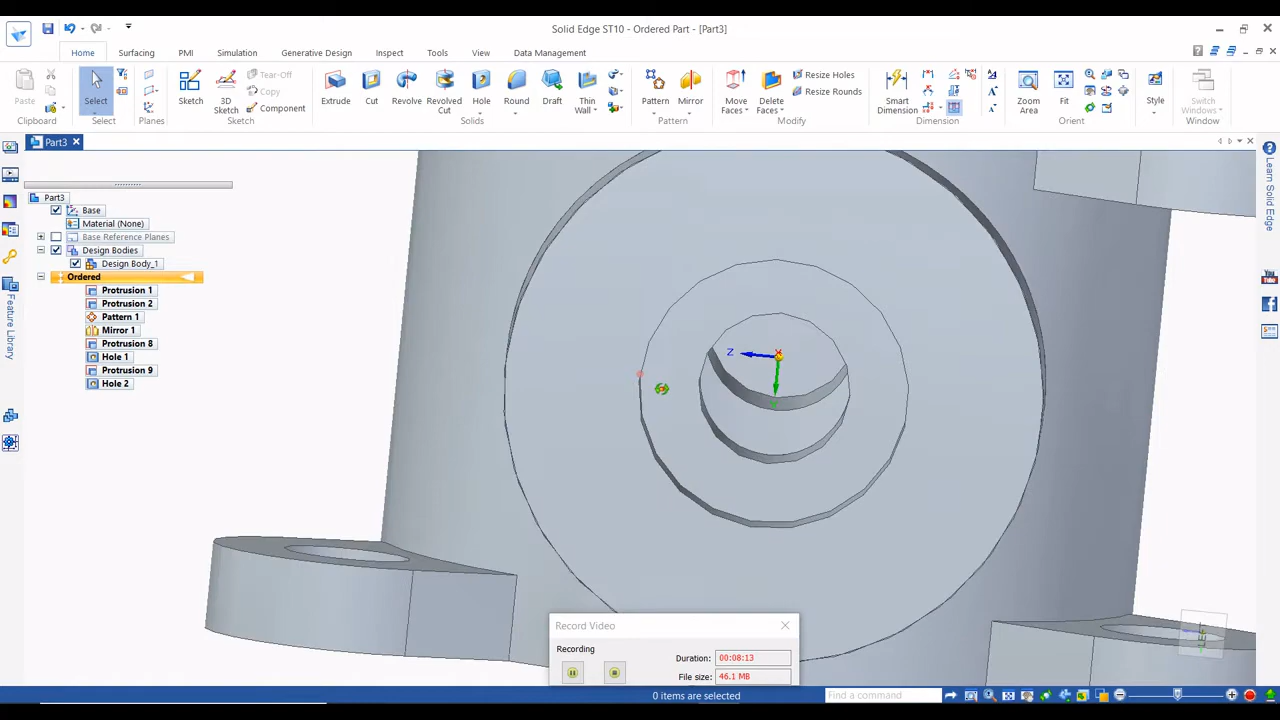 Solid Edge ST10 - Ordered Part - [Part3]
Home Surfacing PMI Simulation Generative Design Inspect Tools View Data Management
Paste
Clipboard
Select
Select
Planes
Sketch
3D Sketch
Tear-Off
Copy
Component
Sketch
Extrude
Cut
Revolve
Revolved Cut
Hole
Round
Draft
Thin Wall
Solids
Pattern
Mirror
Pattern
Move Faces
Delete Faces
Resize Holes
Resize Rounds
Modify
Smart Dimension
Dimension
Zoom Area
Fit
Orient
Style
Switch Windows
Window
Part3
Part3
Base
Material (None)
Base Reference Planes
Design Bodies
Design Body_1
Ordered
Protrusion 1
Protrusion 2
Pattern 1
Mirror 1
Protrusion 8
Hole 1
Protrusion 9
Hole 2
Feature Library
Learn Solid Edge
You Tube
Z
X
Record Video
Recording
Duration: 00:08:13
File size: 46.1 MB
0 items are selected
Find a command